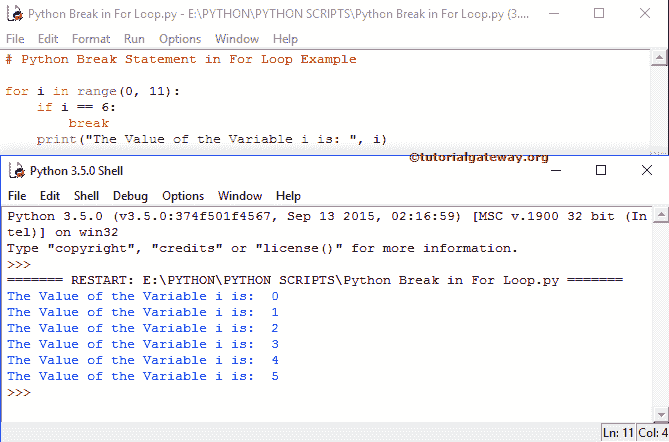 Python Break in For Loop.py - E:\PYTHON\PYTHON SCRIPTS\Python Break in For Loop.py (3....
File Edit Format Run Options Window Help
# Python Break Statement in For Loop Example
for i in range(0, 11):
    if i == 6:
        break
    print("The Value of the Variable i is: ", i)
©tutorialgateway.org
Python 3.5.0 Shell
File Edit Shell Debug Options Window Help
Python 3.5.0 (v3.5.0:374f501f4567, Sep 13 2015, 02:16:59) [MSC v.1900 32 bit (In
tel)] on win32
Type "copyright", "credits" or "license()" for more information.
>>>
======= RESTART: E:\PYTHON\PYTHON SCRIPTS\Python Break in For Loop.py =======
The Value of the Variable i is:  0
The Value of the Variable i is:  1
The Value of the Variable i is:  2
The Value of the Variable i is:  3
The Value of the Variable i is:  4
The Value of the Variable i is:  5
>>>
Ln: 11 Col: 4